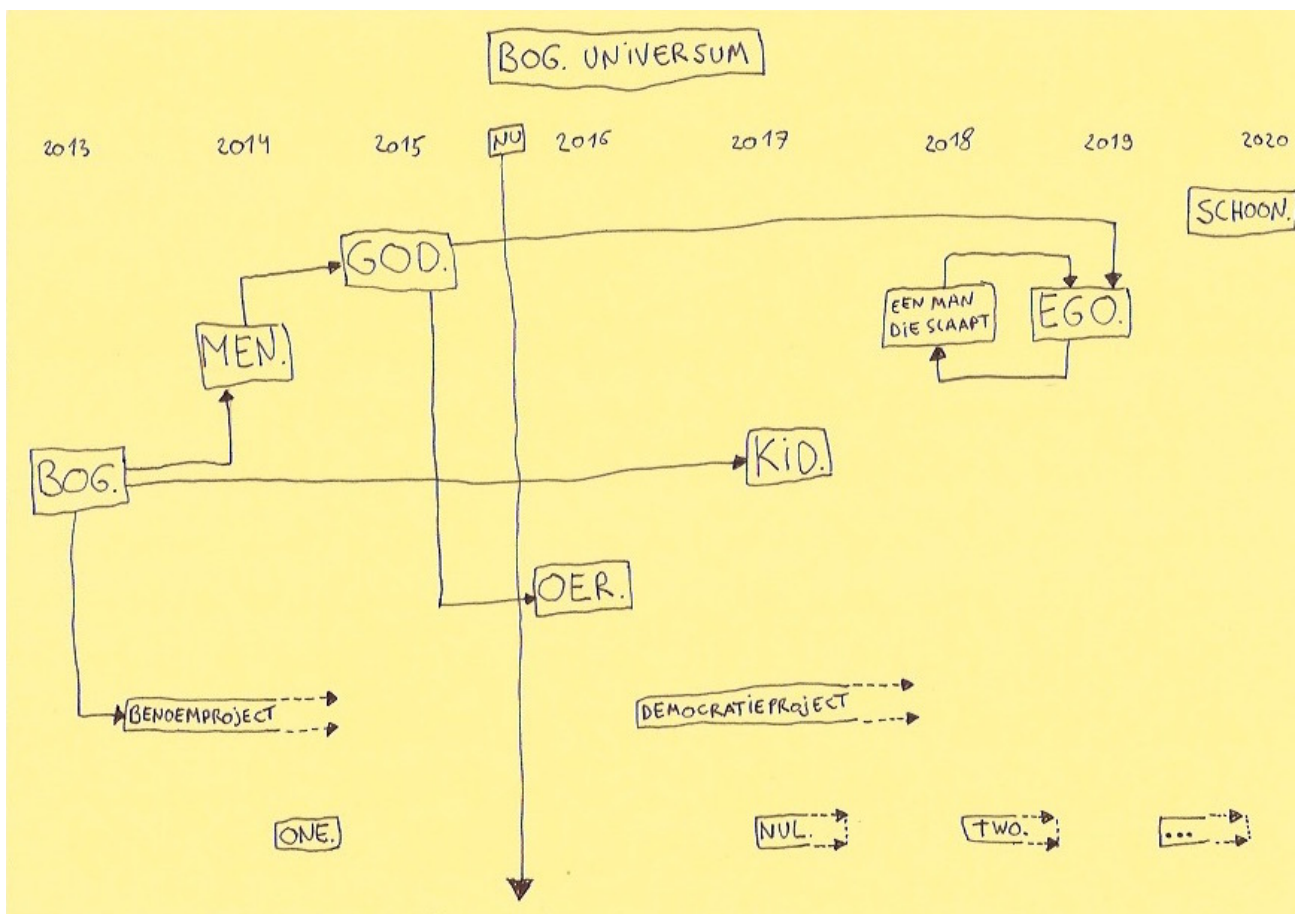 BOG. UNIVERSUM
2013 2014 2015 NU 2016 2017 2018 2019 2020
SCHOON.
GOD.
EEN MAN
DIE SLAAPT
EGO.
MEN.
KID.
BOG.
OER.
BENOEMPROJECT
DEMOCRATIEPROJECT
ONE.
NUL.
TWO.
...